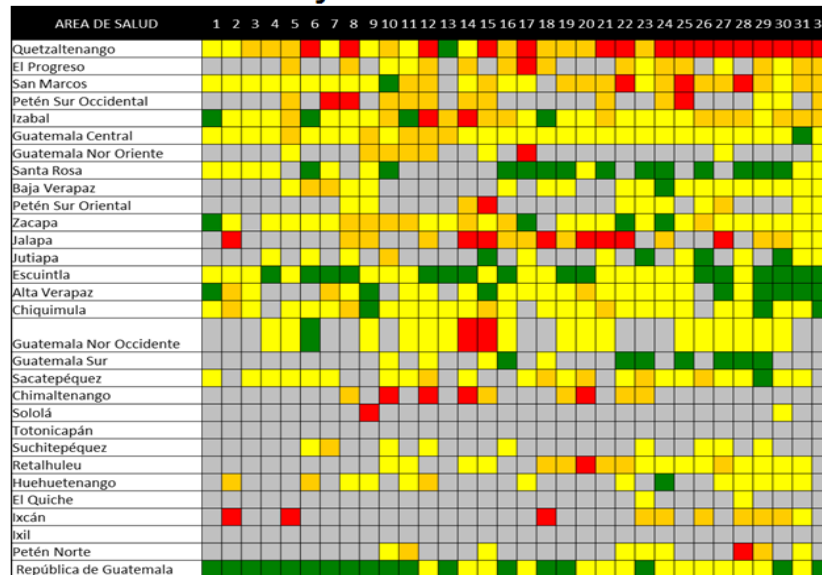 AREA DE SALUD 1 2 3 4 5 6 7 8 9 10 11 12 13 14 15 16 17 18 19 20 21 22 23 24 25 26 27 28 29 30 31
Quetzaltenango
El Progreso
San Marcos
Petén Sur Occidental
Izabal
Guatemala Central
Guatemala Nor Oriente
Santa Rosa
Baja Verapaz
Petén Sur Oriental
Zacapa
Jalapa
Jutiapa
Escuintla
Alta Verapaz
Chiquimula
Guatemala Nor Occidente
Guatemala Sur
Sacatepéquez
Chimaltenango
Sololá
Totonicapán
Suchitepéquez
Retalhuleu
Huehuetenango
El Quiche
Ixcán
Ixil
Petén Norte
República de Guatemala